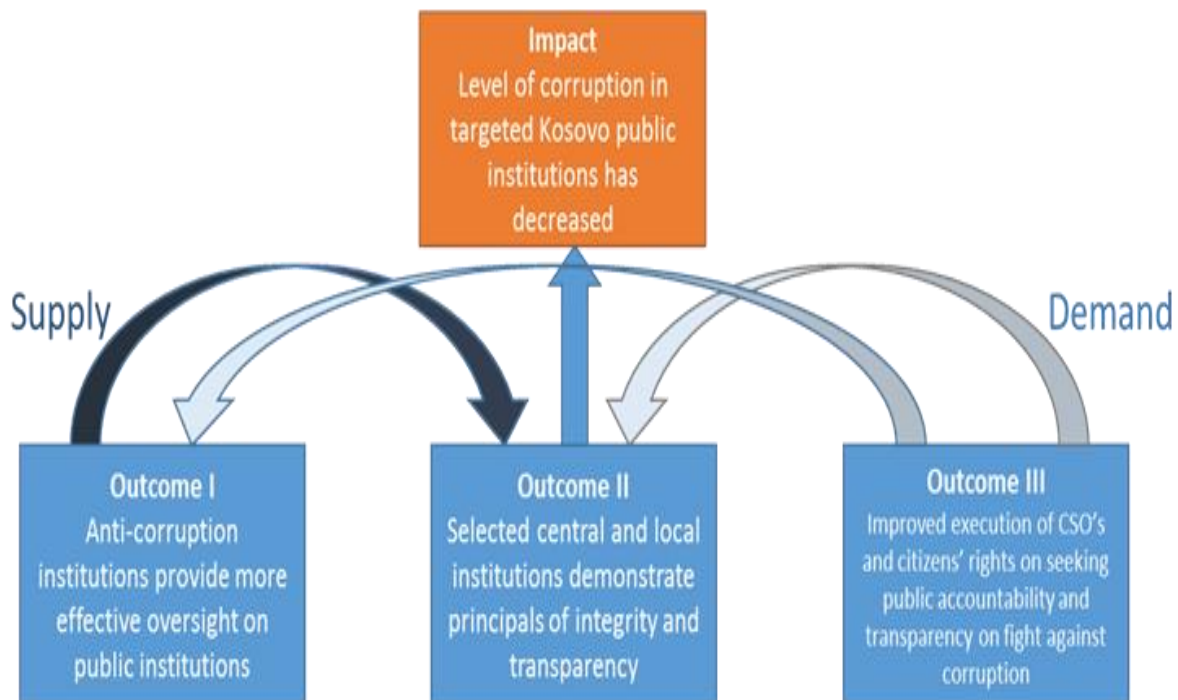 Impact
Level of corruption in
targeted Kosovo public
institutions has
decreased
Supply
Demand
Outcome I
Anti-corruption
institutions provide more
effective oversight on
public institutions
Outcome II
Selected central and local
institutions demonstrate
principals of integrity and
transparency
Outcome III
Improved execution of CSO's
and citizens' rights on seeking
public accountability and
transparency on fight against
corruption